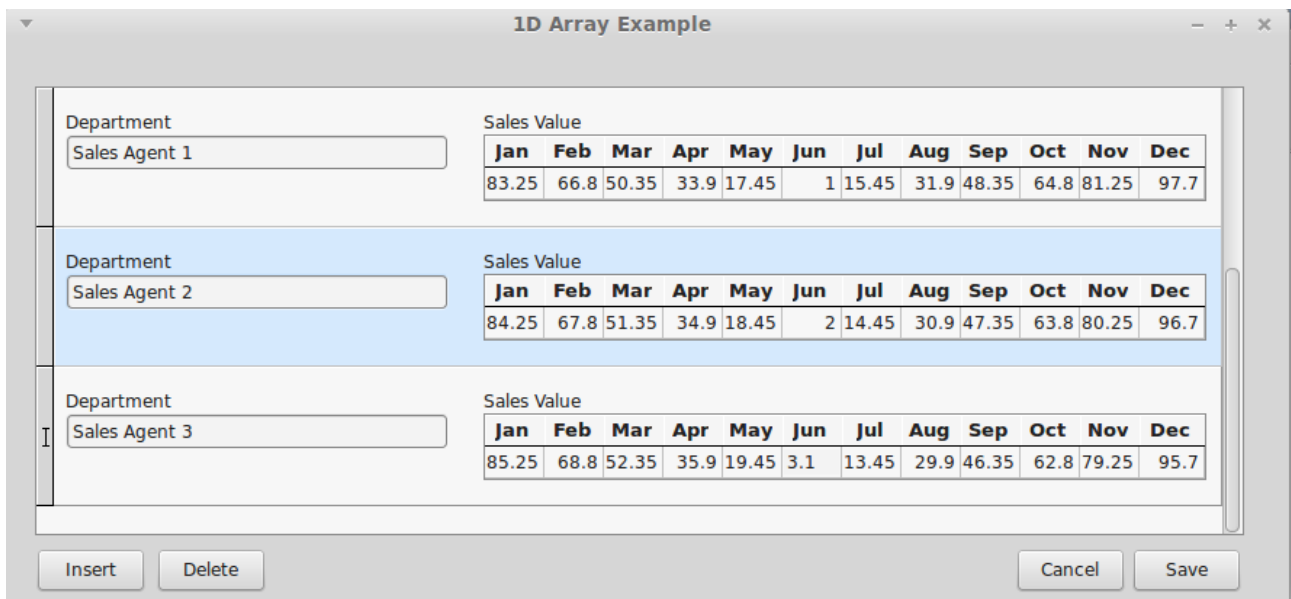 1D Array Example
Department Sales Value
Sales Agent 1
Jan Feb Mar Apr May Jun Jul Aug Sep Oct Nov Dec
83.25 66.8 50.35 33.9 17.45 1 15.45 31.9 48.35 64.8 81.25 97.7
Department Sales Value
Sales Agent 2
Jan Feb Mar Apr May Jun Jul Aug Sep Oct Nov Dec
84.25 67.8 51.35 34.9 18.45 2 14.45 30.9 47.35 63.8 80.25 96.7
Department Sales Value
Sales Agent 3
Jan Feb Mar Apr May Jun Jul Aug Sep Oct Nov Dec
85.25 68.8 52.35 35.9 19.45 3.1 13.45 29.9 46.35 62.8 79.25 95.7
Insert Delete Cancel Save